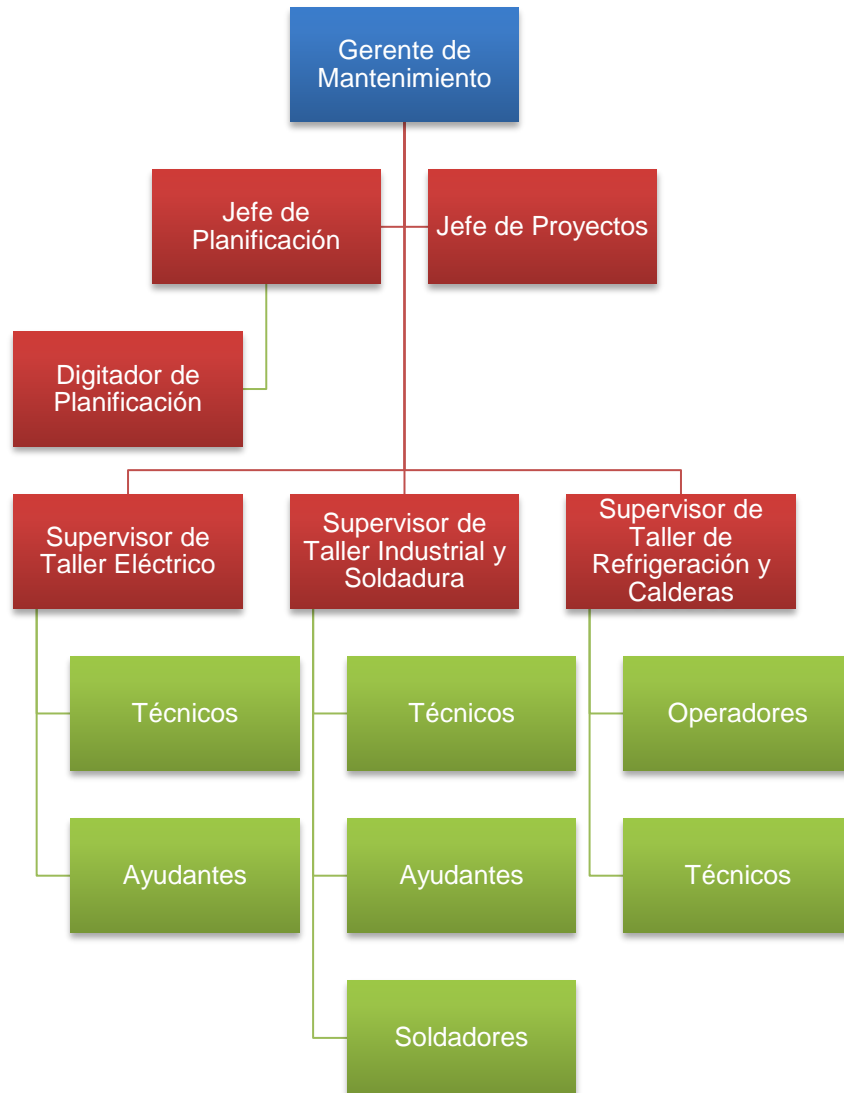 Gerente de
Mantenimiento
Jefe de
Planificación
Jefe de Proyectos
Digitador de
Planificación
Supervisor de
Taller Eléctrico
Supervisor de
Taller Industrial y
Soldadura
Supervisor de
Taller de
Refrigeración y
Calderas
Técnicos
Técnicos
Operadores
Ayudantes
Ayudantes
Técnicos
Soldadores